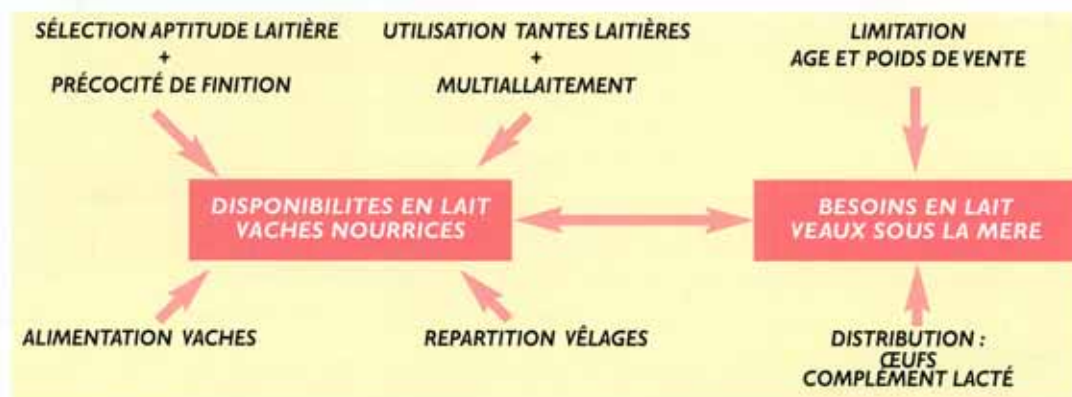 SÉLECTION APTITUDE LAITIÈRE
+
PRÉCOCITÉ DE FINITION
UTILISATION TANTES LAITIÈRES
+
MULTIALLAITEMENT
LIMITATION
AGE ET POIDS DE VENTE
DISPONIBILITES EN LAIT
VACHES NOURRICES
BESOINS EN LAIT
VEAUX SOUS LA MERE
ALIMENTATION VACHES
REPARTITION VÊLAGES
DISTRIBUTION :
ŒUFS
COMPLÉMENT LACTÉ